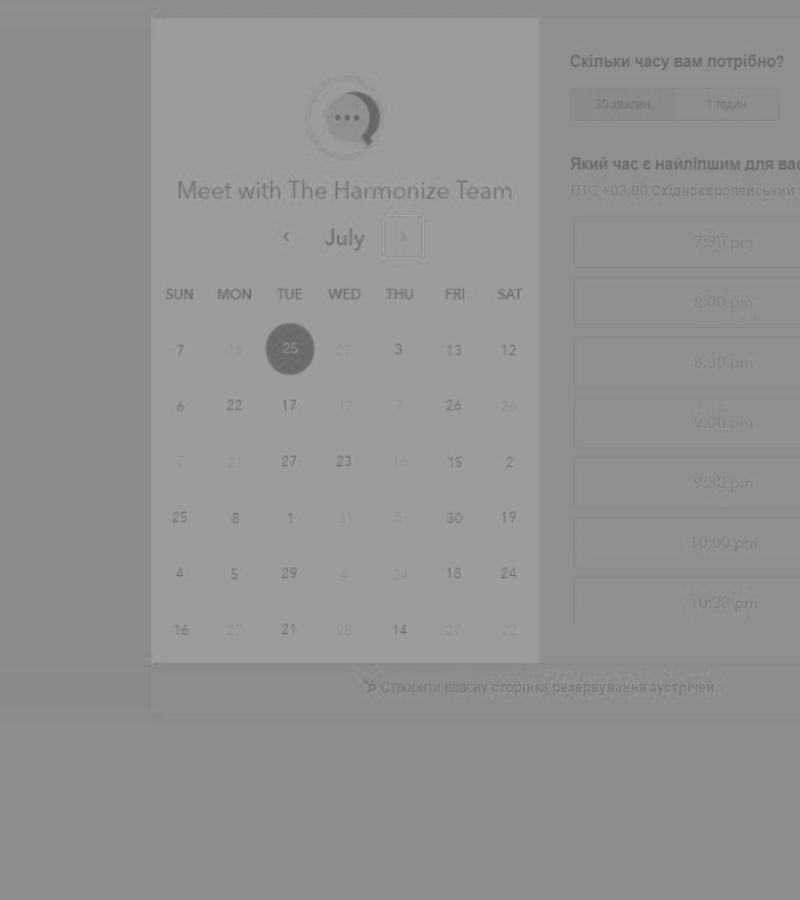 Meet with The Harmonize Team
July
SUN MON TUE WED THU FRI SAT
7 16 25 27 3 13 12
6 22 17 17 7 26 26
7 21 27 23 16 15 2
25 8 1 31 5 30 19
4 5 29 4 24 18 24
16 27 21 28 14 27 22
Скільки часу вам потрібно?
30 хвилин 1 годин
Який час є найліпшим для вас
UTC +03:00 Східноєвропейський
7:30 pm
8:00 pm
8:30 pm
9:00 pm
9:30 pm
10:00 pm
10:30 pm
Створити власну сторінка резервування зустрічей